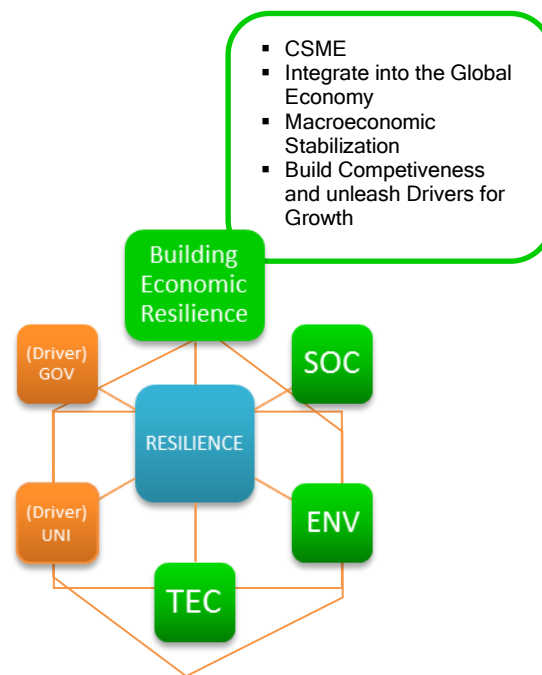 ▪ CSME
▪ Integrate into the Global
Economy
▪ Macroeconomic
Stabilization
▪ Build Competiveness
and unleash Drivers for
Growth
Building
Economic
Resilience
(Driver)
GOV
SOC
RESILIENCE
(Driver)
UNI
ENV
TEC